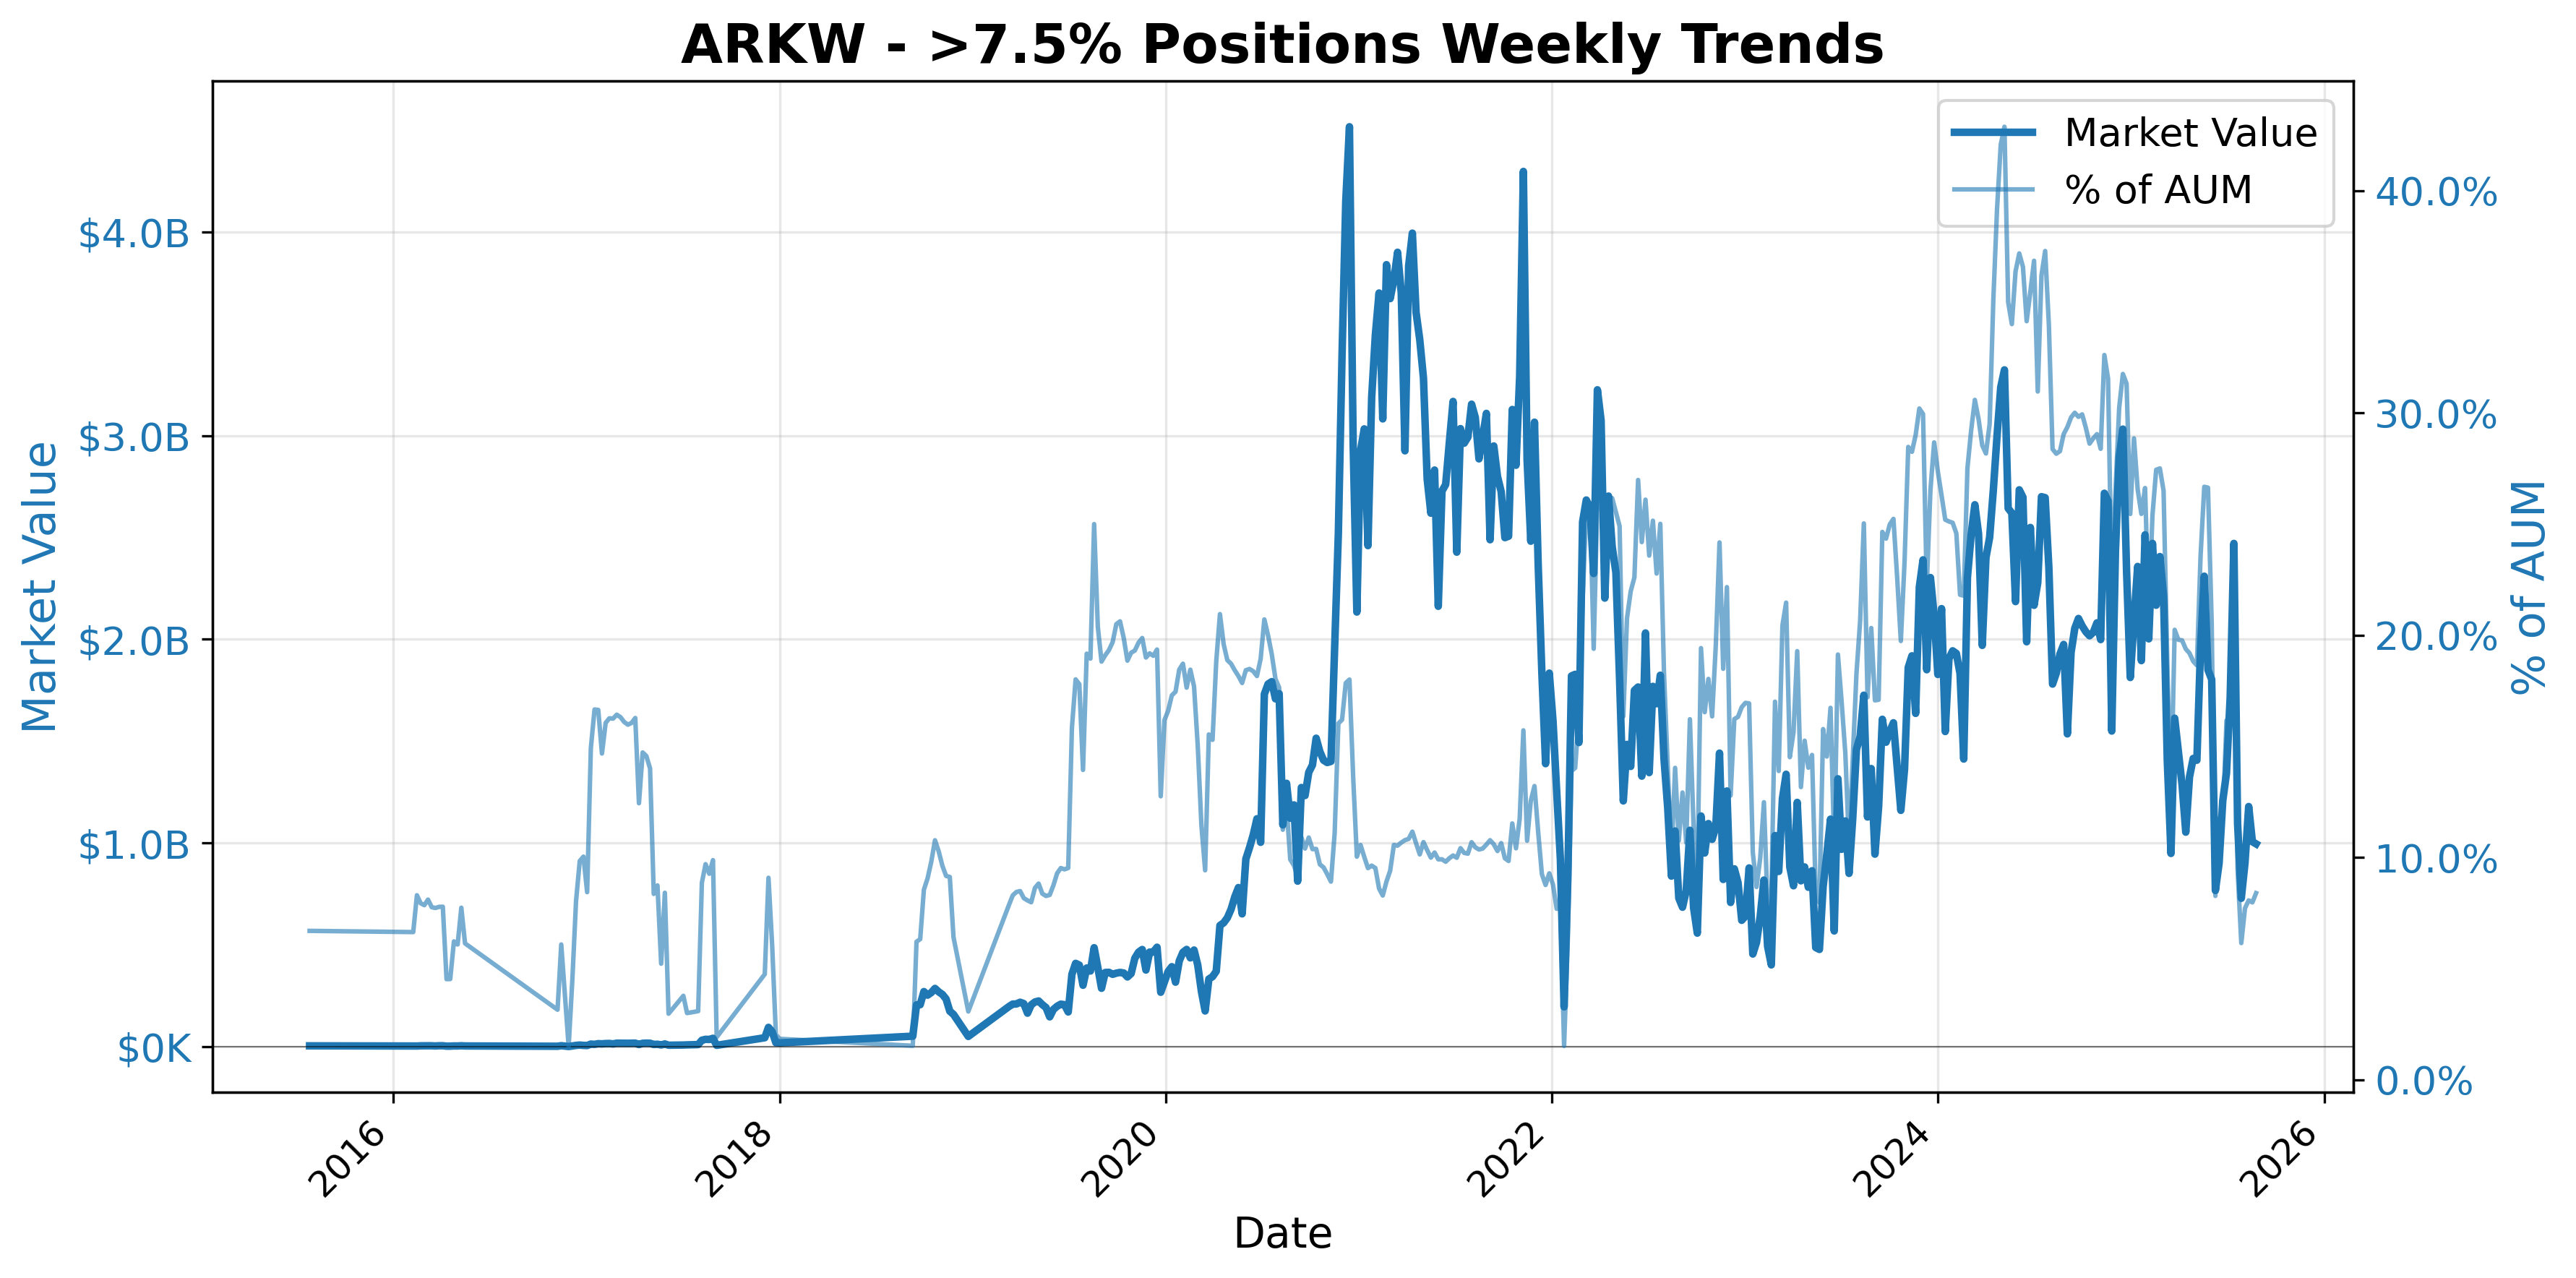 ARKW - >7.5% Positions Weekly Trends
Market Value
% of AUM
$4.0B
$3.0B
$2.0B
$1.0B
$0K
Market Value
40.0%
30.0%
20.0%
10.0%
0.0%
% of AUM
2016
2018
2020
2022
2024
2026
Date